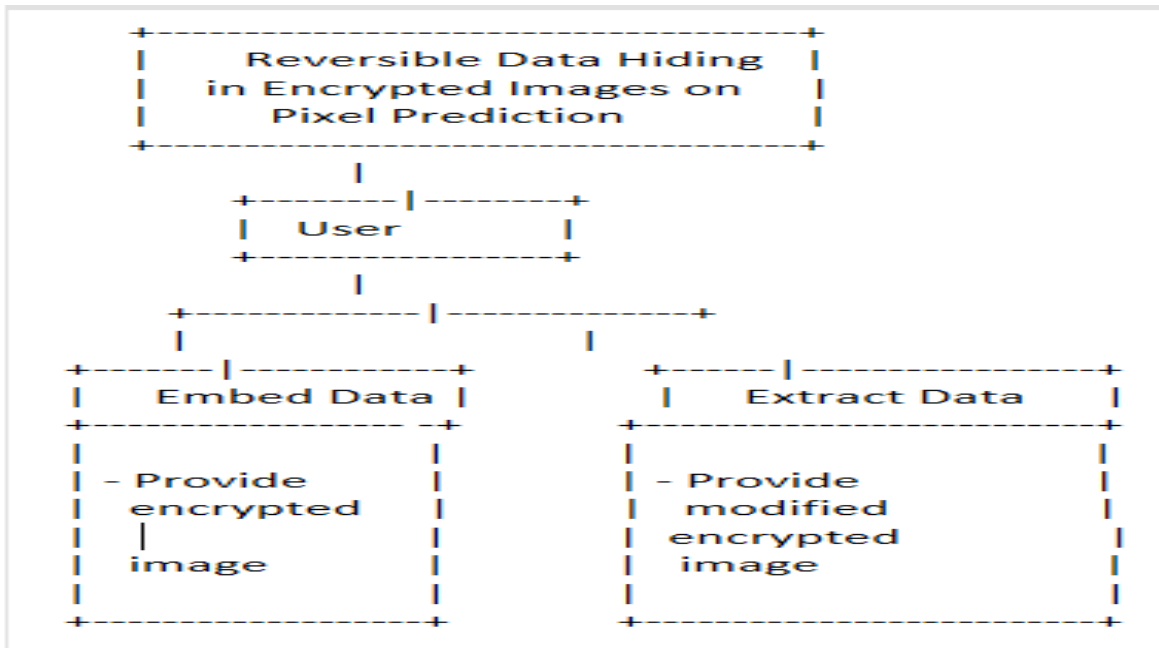 Reversible Data Hiding
in Encrypted Images on
Pixel Prediction
User
Embed Data
Extract Data
- Provide
encrypted
image
- Provide
modified
encrypted
image